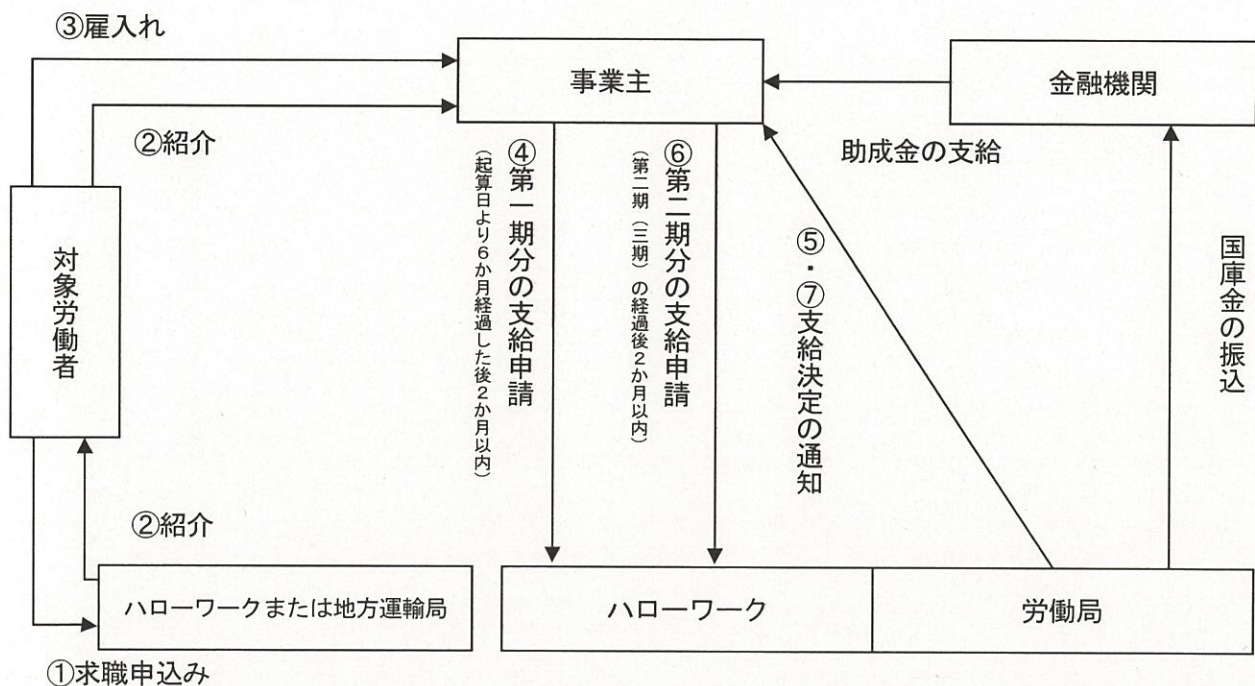 ③雇入れ
事業主
金融機関
②紹介
助成金の支給
④第一期分の支給申請
（起算日より６か月経過した後２か月以内）
⑥第二期分の支給申請
（第二期（三期）の経過後２か月以内）
⑤・⑦支給決定の通知
国庫金の振込
対象労働者
②紹介
ハローワークまたは地方運輸局
ハローワーク
労働局
①求職申込み